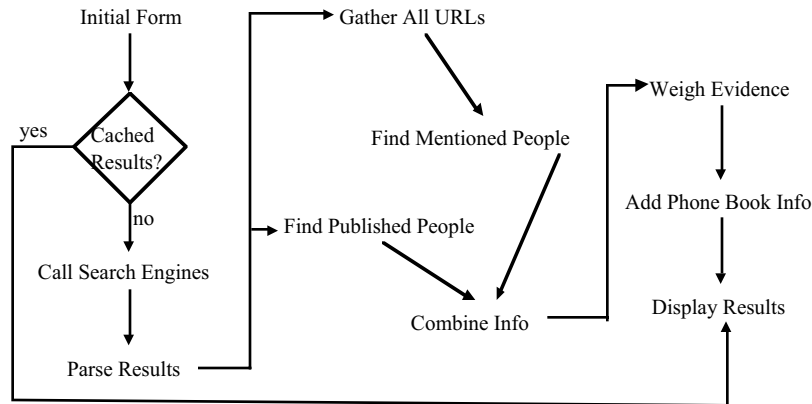 Initial Form
Cached
Results?
yes
no
Call Search Engines
Parse Results
Gather All URLs
Find Mentioned People
Find Published People
Combine Info
Weigh Evidence
Add Phone Book Info
Display Results